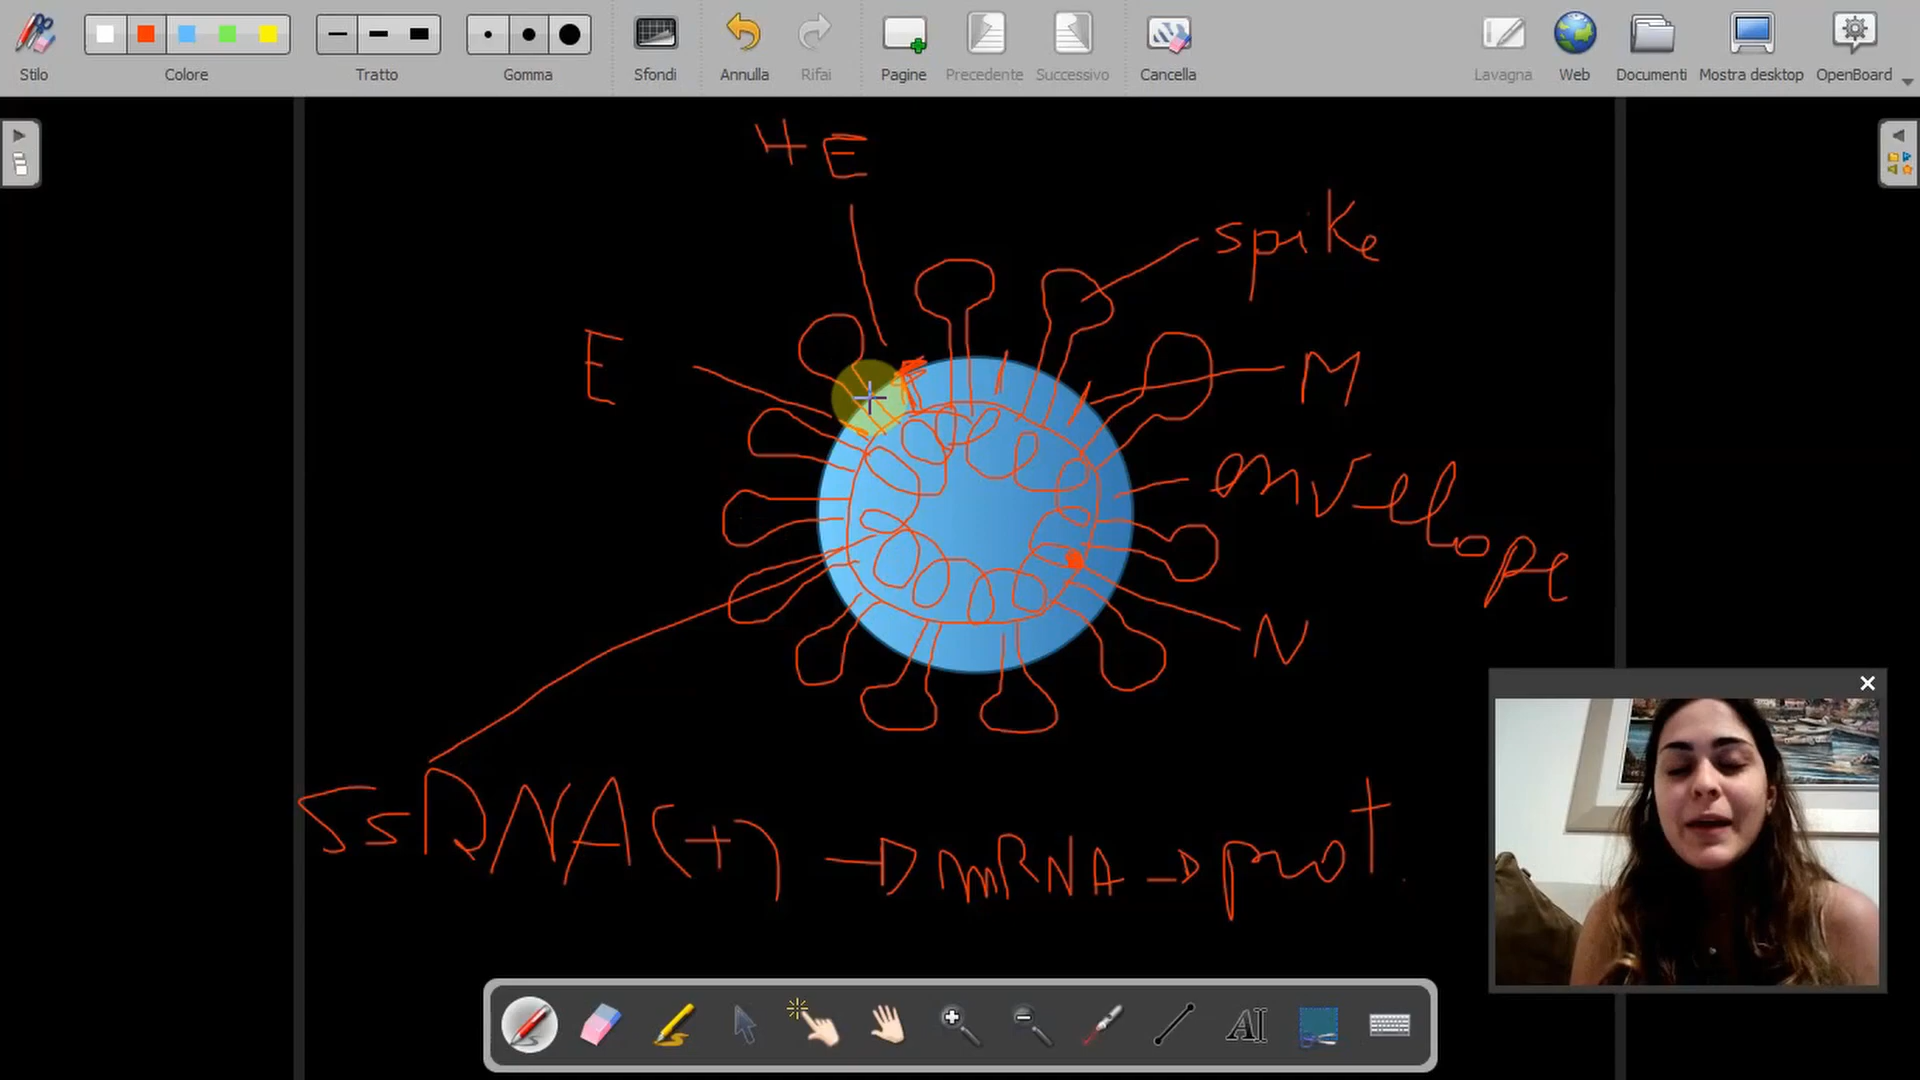 Stilo
Colore
Tratto
Gomma
Sfondi
Annulla
Rifai
Pagine
Precedente
Successivo
Cancella
Lavagna
Web
Documenti
Mostra desktop
OpenBoard
HE
spike
E
M
envelope
N
ssRNA(+) → mRNA → prot.
AI